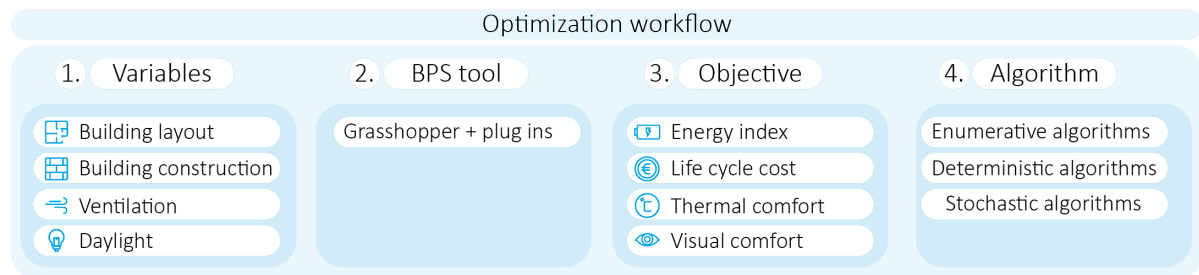 Optimization workflow
1. Variables
Building layout
Building construction
Ventilation
Daylight
2. BPS tool
Grasshopper + plug ins
3. Objective
Energy index
€ Life cycle cost
°C Thermal comfort
Visual comfort
4. Algorithm
Enumerative algorithms
Deterministic algorithms
Stochastic algorithms